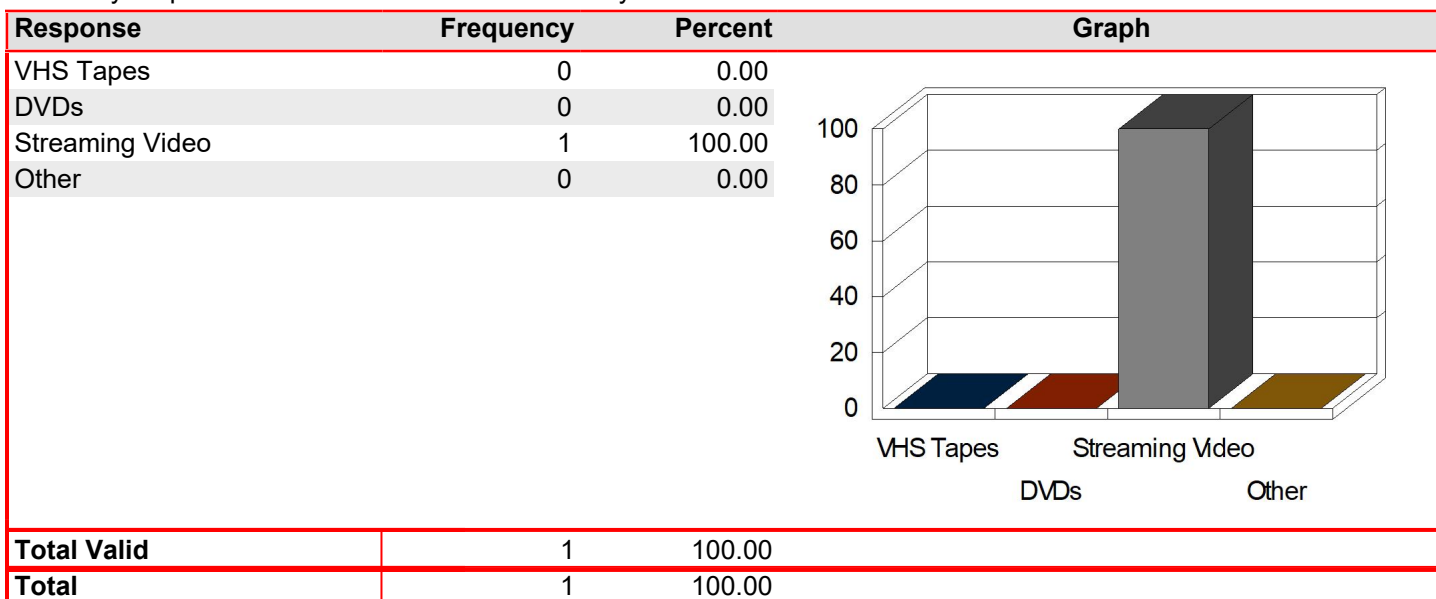 Response Frequency Percent Graph
VHS Tapes 0 0.00
DVDs 0 0.00
Streaming Video 1 100.00
Other 0 0.00
100
80
60
40
20
0
VHS Tapes Streaming Video
DVDs Other
Total Valid 1 100.00
Total 1 100.00